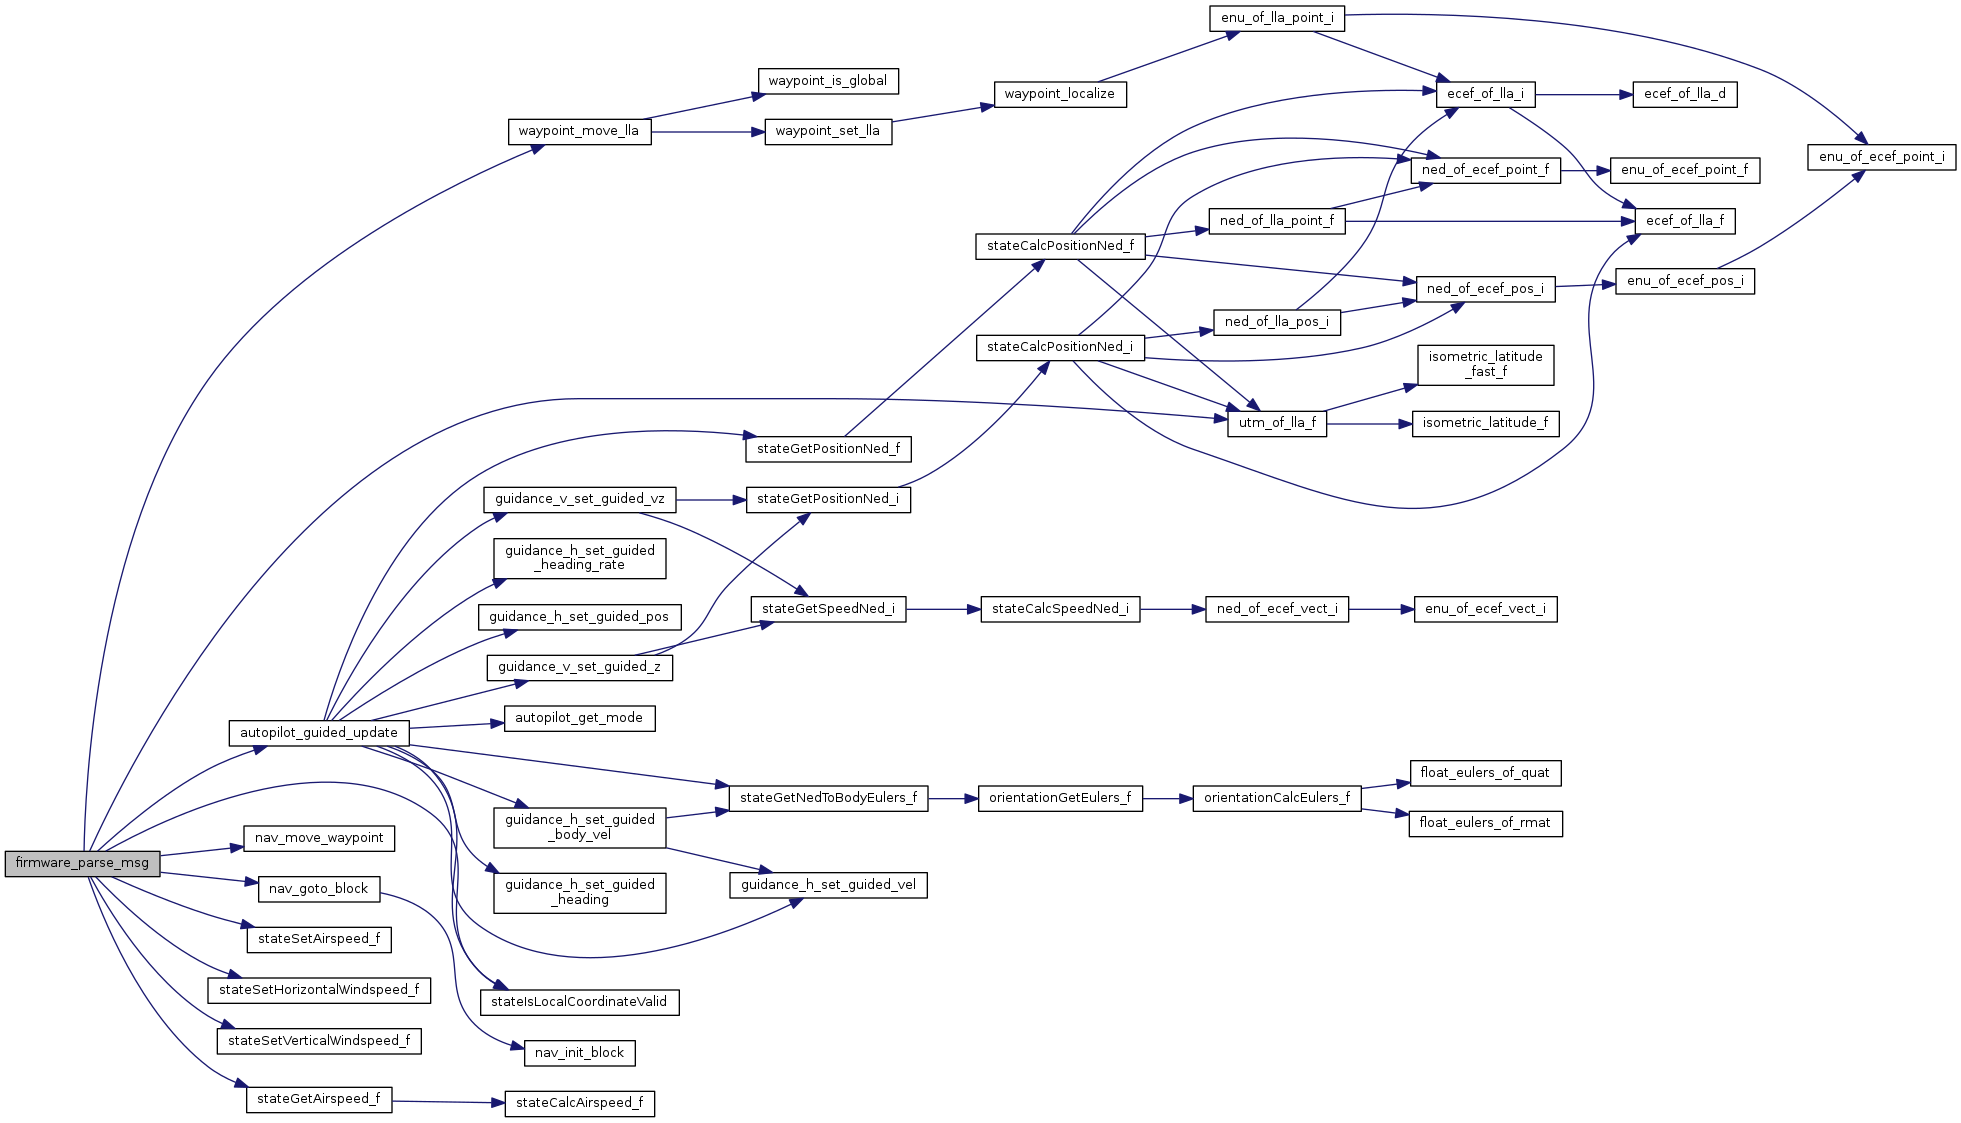 firmware_parse_msg
waypoint_move_lla
autopilot_guided_update
nav_move_waypoint
nav_goto_block
stateSetAirspeed_f
stateSetHorizontalWindspeed_f
stateSetVerticalWindspeed_f
stateGetAirspeed_f
guidance_v_set_guided_vz
guidance_h_set_guided
_heading_rate
guidance_h_set_guided_pos
guidance_v_set_guided_z
autopilot_get_mode
guidance_h_set_guided
_body_vel
guidance_h_set_guided
_heading
stateIsLocalCoordinateValid
nav_init_block
stateCalcAirspeed_f
waypoint_is_global
waypoint_set_lla
stateGetPositionNed_f
stateGetPositionNed_i
stateGetSpeedNed_i
stateGetNedToBodyEulers_f
guidance_h_set_guided_vel
waypoint_localize
stateCalcPositionNed_f
stateCalcPositionNed_i
stateCalcSpeedNed_i
orientationGetEulers_f
enu_of_lla_point_i
ned_of_lla_point_f
ned_of_lla_pos_i
utm_of_lla_f
ned_of_ecef_vect_i
orientationCalcEulers_f
ecef_of_lla_i
ned_of_ecef_point_f
ned_of_ecef_pos_i
isometric_latitude
_fast_f
isometric_latitude_f
enu_of_ecef_vect_i
float_eulers_of_quat
float_eulers_of_rmat
ecef_of_lla_d
enu_of_ecef_point_f
ecef_of_lla_f
enu_of_ecef_pos_i
enu_of_ecef_point_i